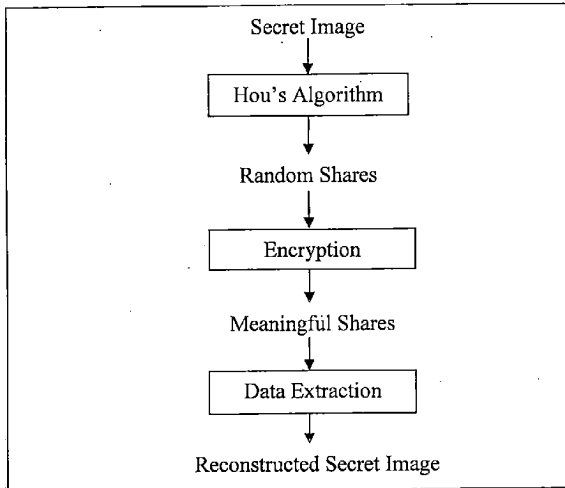 Secret Image
Hou's Algorithm
Random Shares
Encryption
Meaningful Shares
Data Extraction
Reconstructed Secret Image